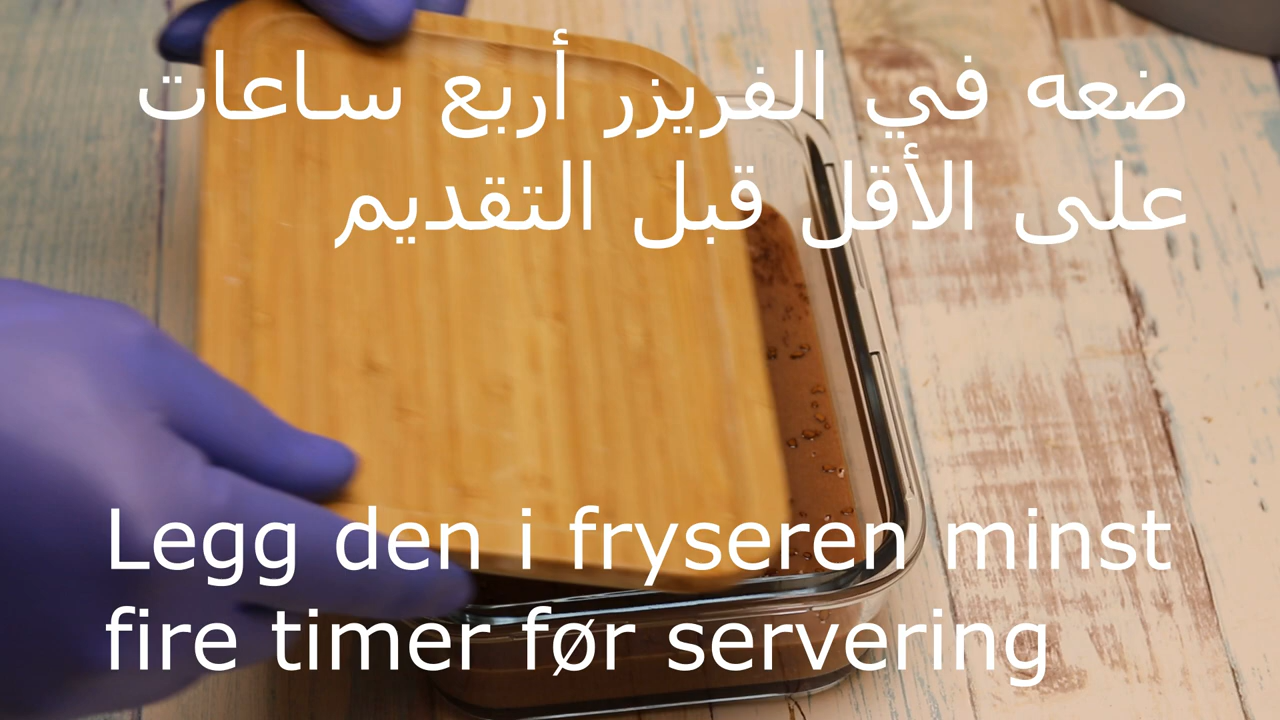 ضعه في الفريزر أربع ساعات
على الأقل قبل التقديم
Legg den i fryseren minst
fire timer før servering